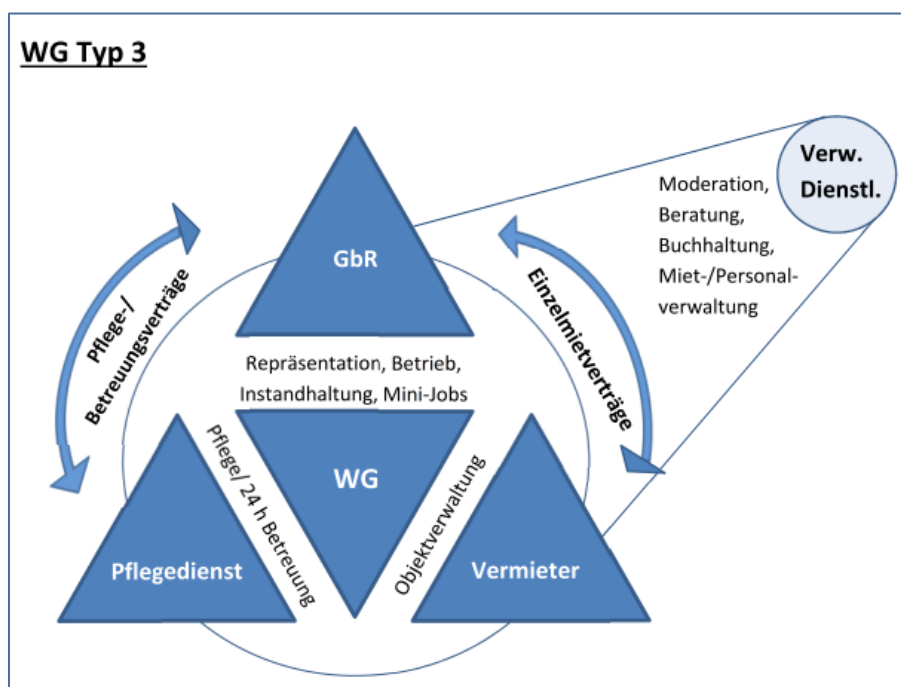 WG Typ 3
Verw.
Dienstl.
Moderation,
Beratung,
Buchhaltung,
Miet-/Personal-
verwaltung
GbR
Pflege-/
Betreuungsverträge
Einzelmietverträge
Repräsentation, Betrieb,
Instandhaltung, Mini-Jobs
WG
Pflege/ 24 h Betreuung
Objektverwaltung
Pflegedienst
Vermieter